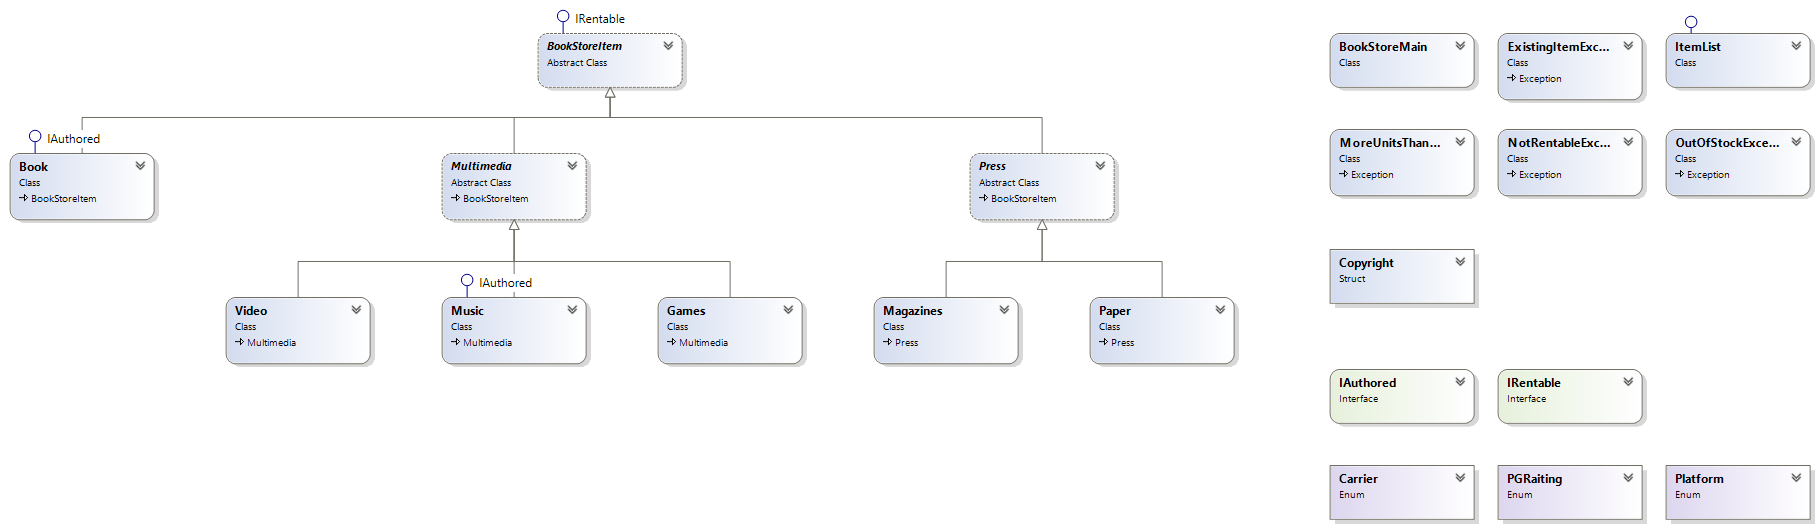 IRentable
BookStoreItem
Abstract Class
IAuthored
Book
Class
BookStoreItem
Multimedia
Abstract Class
BookStoreItem
Press
Abstract Class
BookStoreItem
Video
Class
Multimedia
IAuthored
Music
Class
Multimedia
Games
Class
Multimedia
Magazines
Class
Press
Paper
Class
Press
BookStoreMain
Class
ExistingItemExc...
Class
Exception
ItemList
Class
MoreUnitsThan...
Class
Exception
NotRentableExc...
Class
Exception
OutOfStockExce...
Class
Exception
Copyright
Struct
IAuthored
Interface
IRentable
Interface
Carrier
Enum
PGRaiting
Enum
Platform
Enum